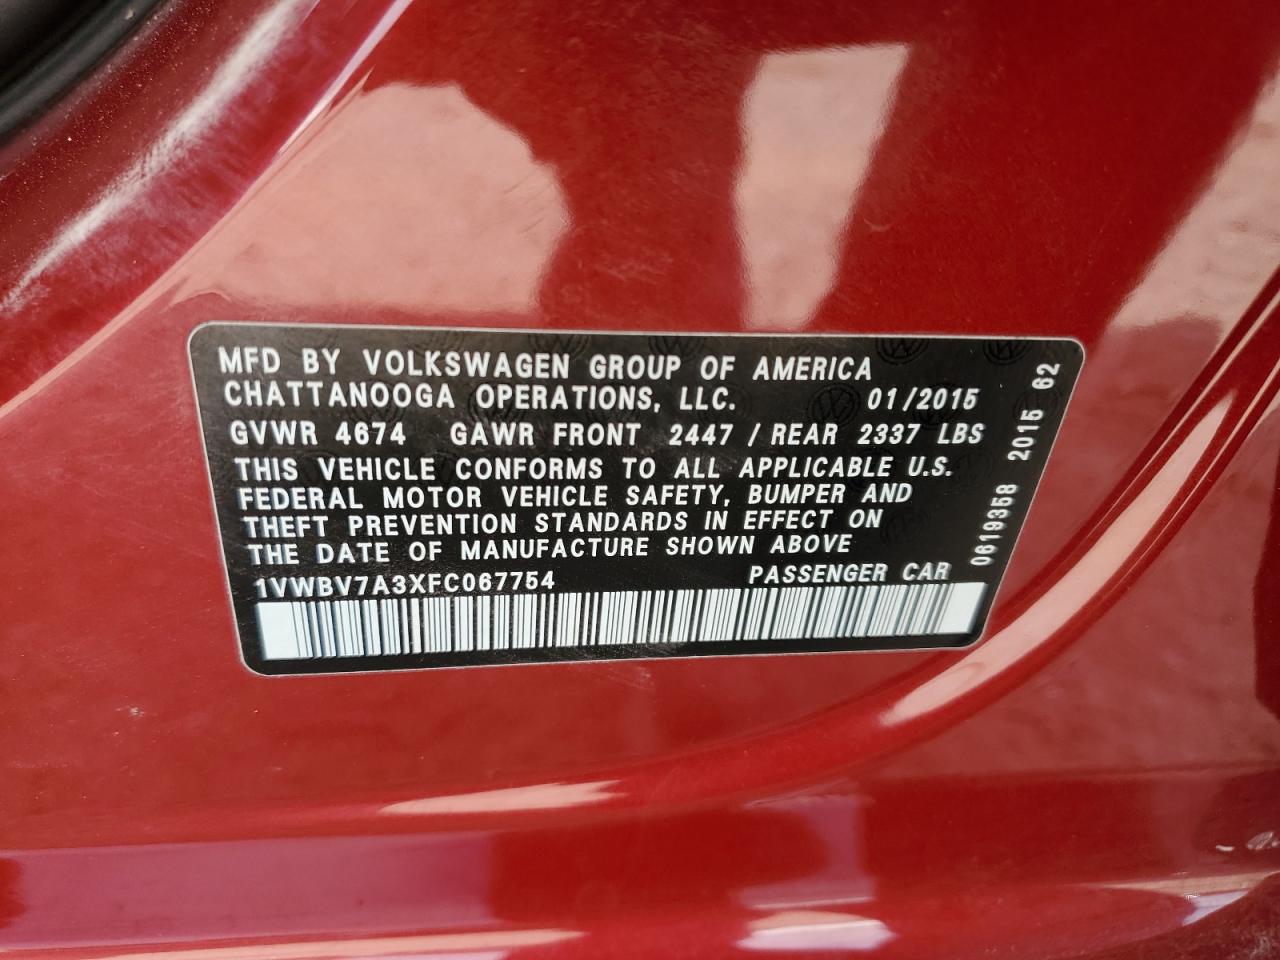 MFD BY VOLKSWAGEN GROUP OF AMERICA
CHATTANOOGA OPERATIONS, LLC. 01/2015
GVWR 4674 GAWR FRONT 2447 / REAR 2337 LBS
THIS VEHICLE CONFORMS TO ALL APPLICABLE U.S.
FEDERAL MOTOR VEHICLE SAFETY, BUMPER AND
THEFT PREVENTION STANDARDS IN EFFECT ON
THE DATE OF MANUFACTURE SHOWN ABOVE
1VWBV7A3XFC067754 PASSENGER CAR
0619358 2015 62